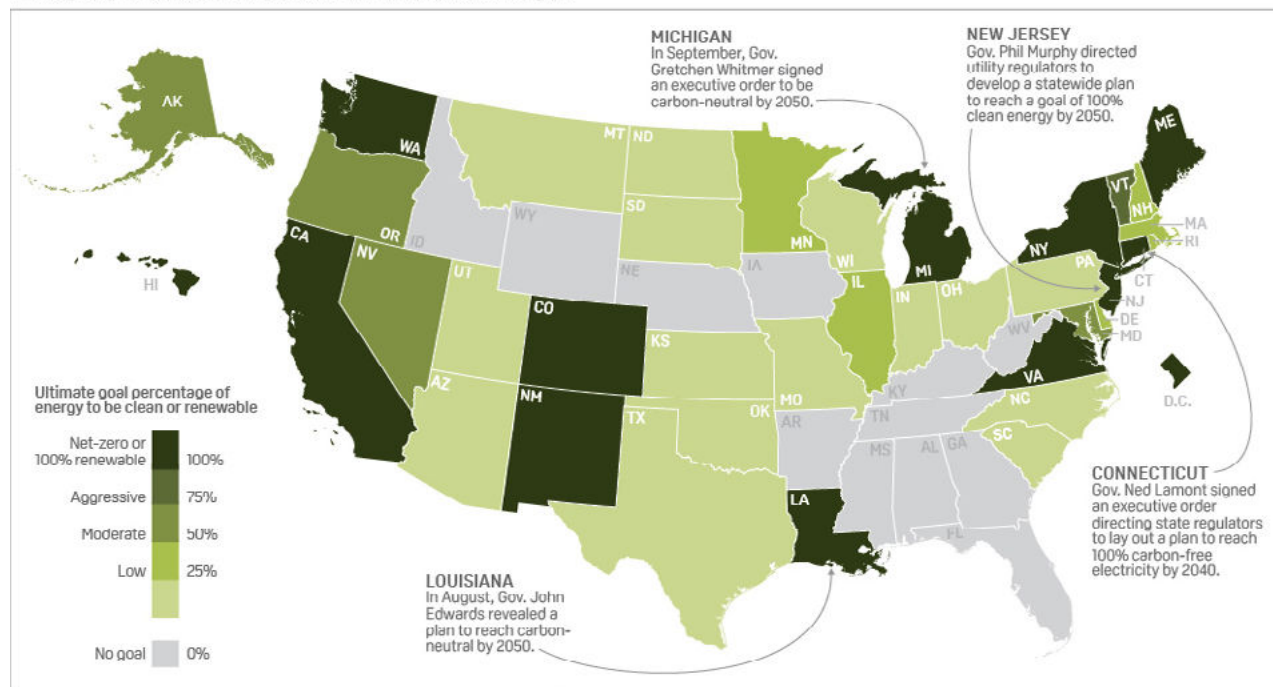 MICHIGAN
In September, Gov.
Gretchen Whitmer signed
an executive order to be
carbon-neutral by 2050.
NEW JERSEY
Gov. Phil Murphy directed
utility regulators to
develop a statewide plan
to reach a goal of 100%
clean energy by 2050.
AK
WA
MT
ND
ME
VT
NH
MA
RI
CT
OR
ID
WY
SD
MN
WI
MI
NY
PA
NJ
DE
MD
HI
CA
NV
UT
CO
NE
IA
IL
IN
OH
WV
VA
D.C.
AZ
NM
KS
MO
KY
NC
TX
OK
AR
TN
SC
MS
AL
GA
LA
FL
Ultimate goal percentage of
energy to be clean or renewable
Net-zero or
100% renewable
100%
Aggressive
75%
Moderate
50%
Low
25%
No goal
0%
LOUISIANA
In August, Gov. John
Edwards revealed a
plan to reach carbon-
neutral by 2050.
CONNECTICUT
Gov. Ned Lamont signed
an executive order
directing state regulators
to lay out a plan to reach
100% carbon-free
electricity by 2040.